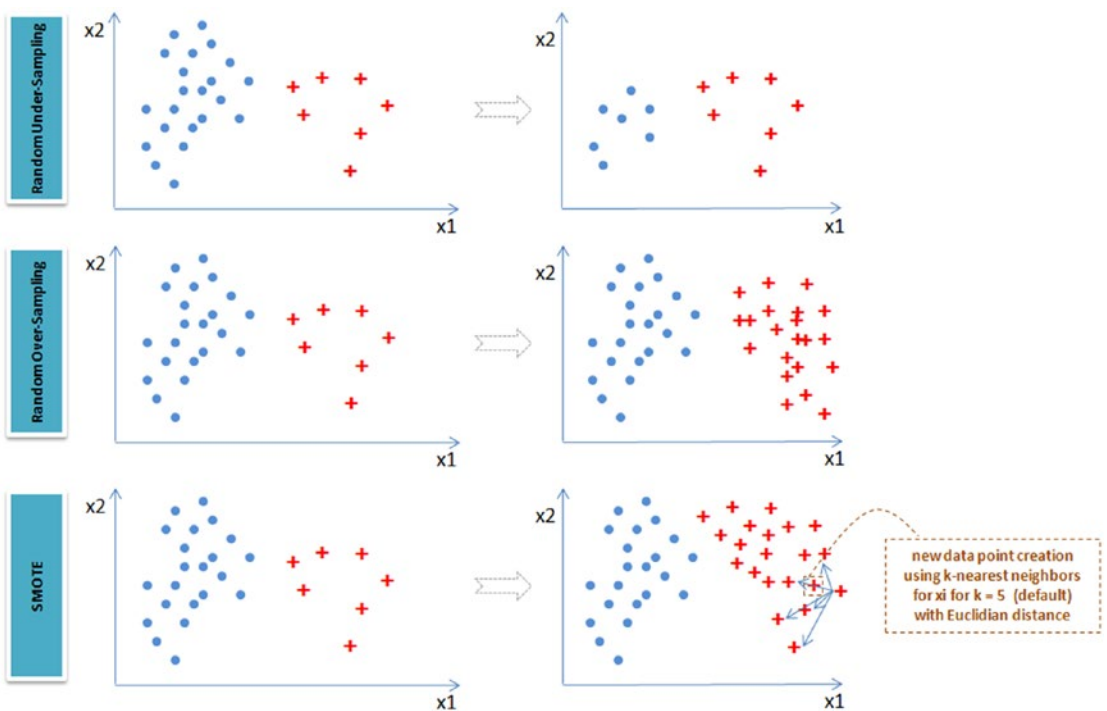 Random Under-Sampling
x2
x1
x2
x1
Random Over-Sampling
x2
x1
x2
x1
SMOTE
x2
x1
x2
x1
new data point creation
using k-nearest neighbors
for xi for k = 5 (default)
with Euclidian distance